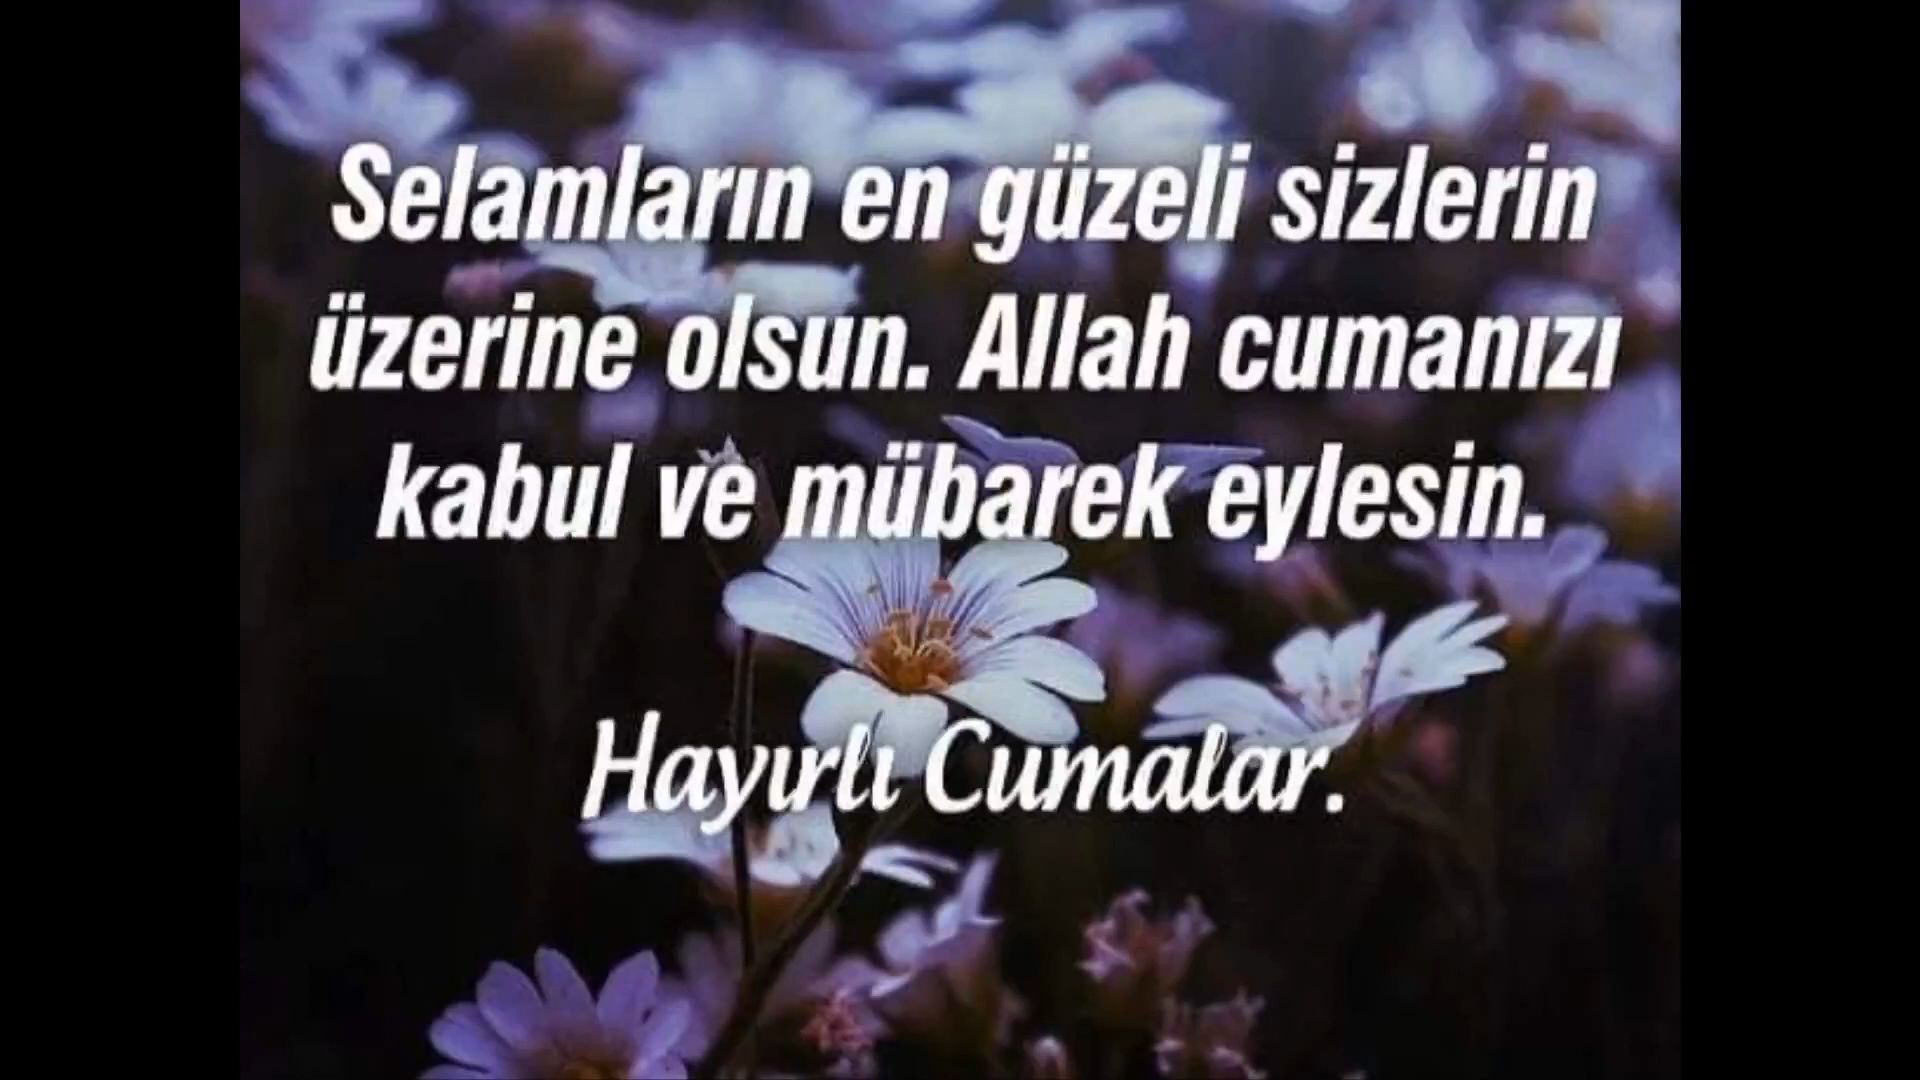 Selamların en güzeli sizlerin
üzerine olsun. Allah cumanızı
kabul ve mübarek eylesin.
Hayırlı Cumalar.